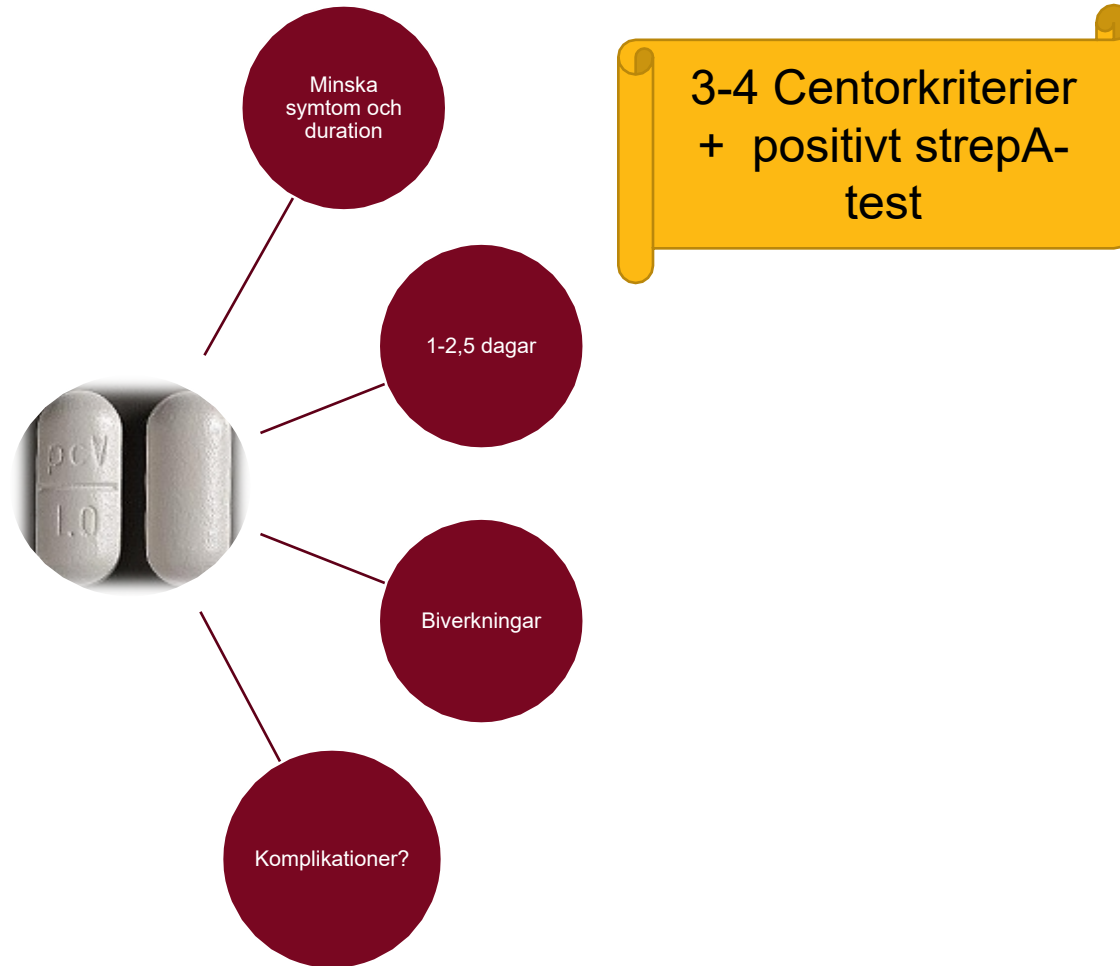 Minska
symtom och
duration
3-4 Centorkriterier
+ positivt strepA-
test
1-2,5 dagar
pcV
1.0
Biverkningar
Komplikationer?